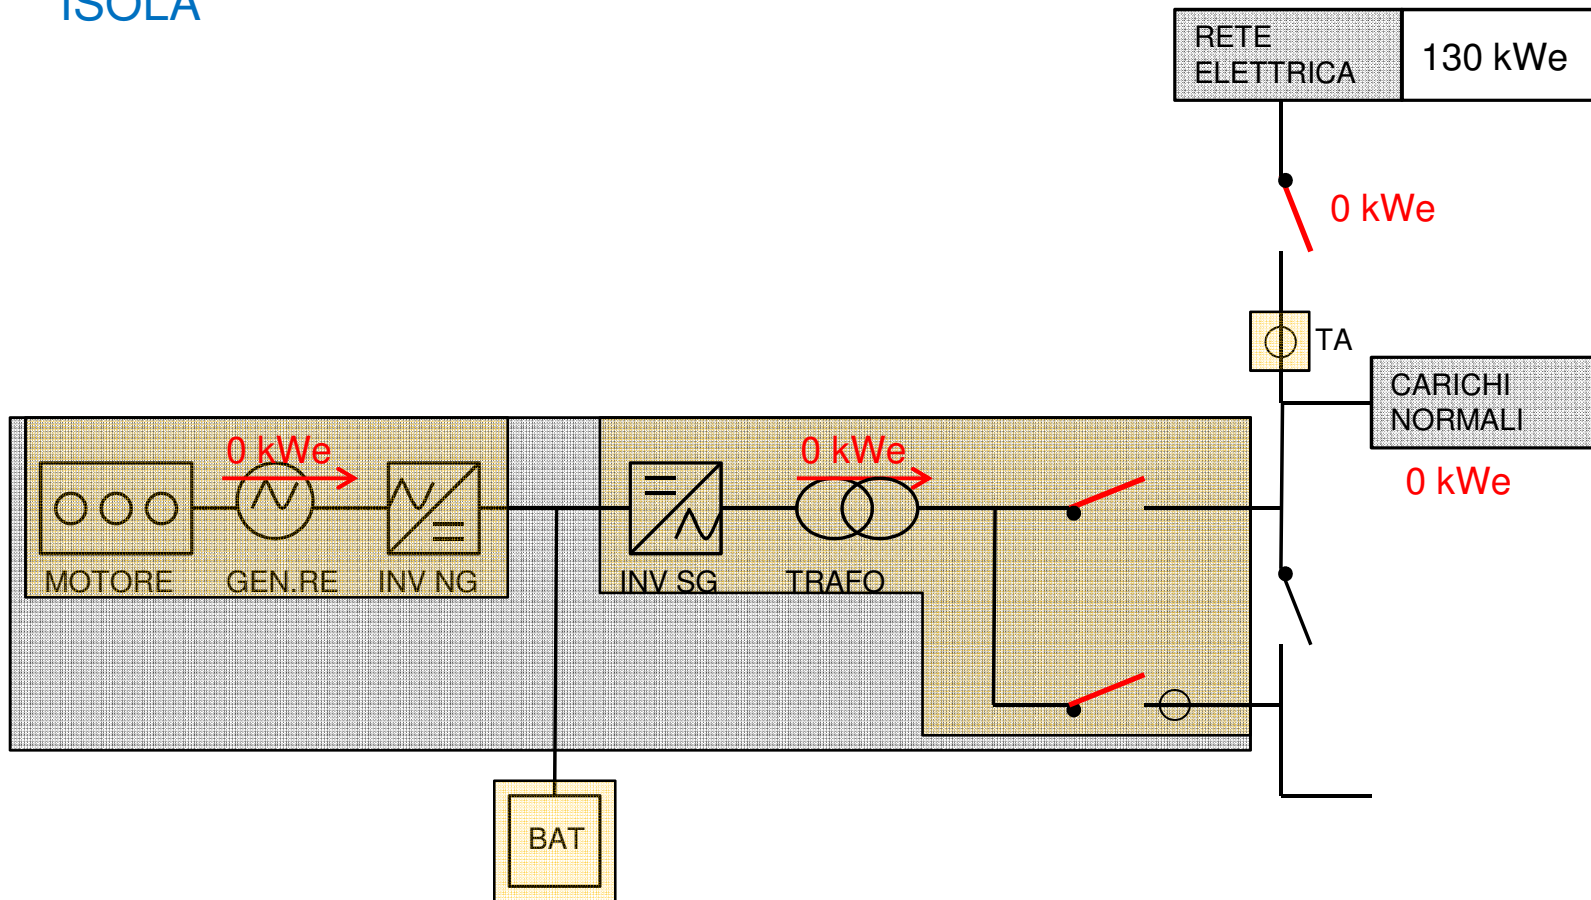 ISOLA
RETE
ELETTRICA
130 kWe
0 kWe
TA
CARICHI
NORMALI
0 kWe
0 kWe
0 kWe
MOTORE
GEN.RE
INV NG
INV SG
TRAFO
BAT